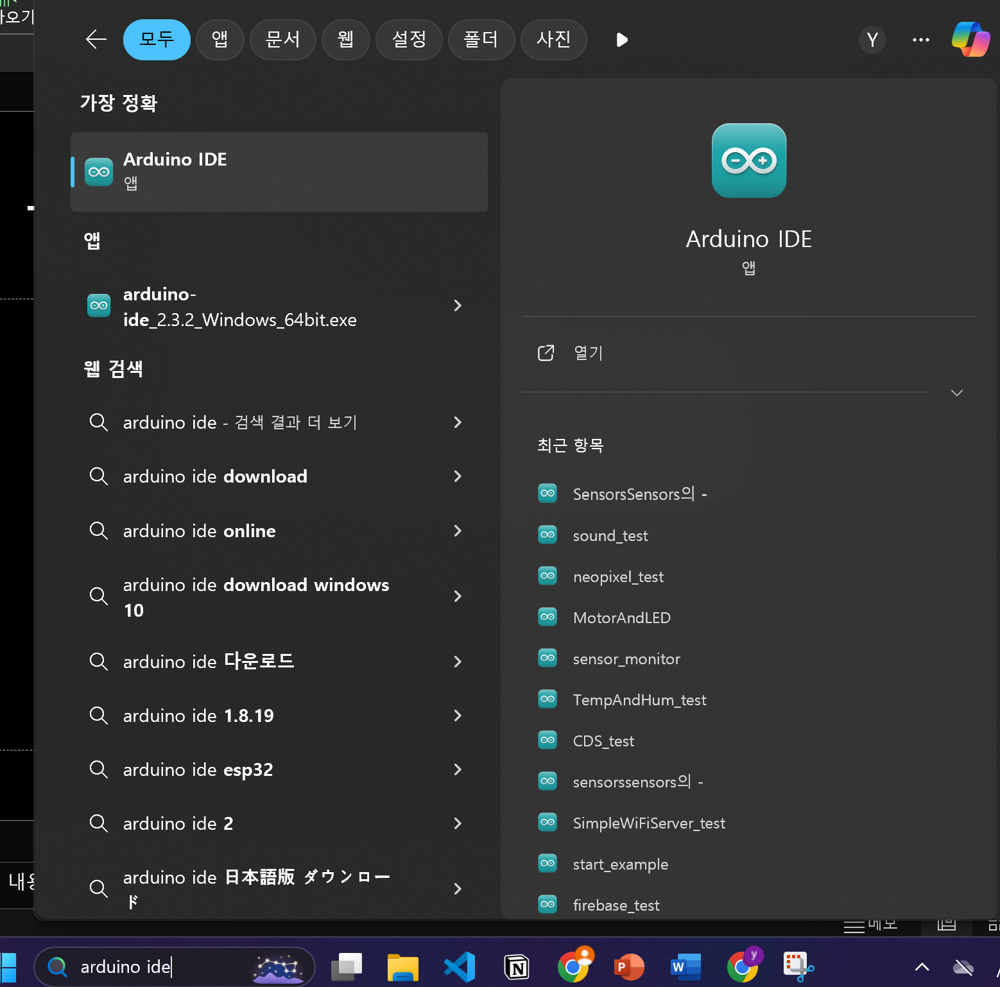 모두
앱
문서
웹
설정
폴더
사진
Y
가장 정확
Arduino IDE
앱
앱
arduino-
ide_2.3.2_Windows_64bit.exe
웹 검색
arduino ide - 검색 결과 더 보기
arduino ide download
arduino ide online
arduino ide download windows
10
arduino ide 다운로드
arduino ide 1.8.19
arduino ide esp32
arduino ide 2
arduino ide 日本語版 ダウンロー
ド
Arduino IDE
앱
열기
최근 항목
SensorsSensors의 -
sound_test
neopixel_test
MotorAndLED
sensor_monitor
TempAndHum_test
CDS_test
sensorssensors의 -
SimpleWiFiServer_test
start_example
firebase_test
메모
arduino ide
N
P
W
y